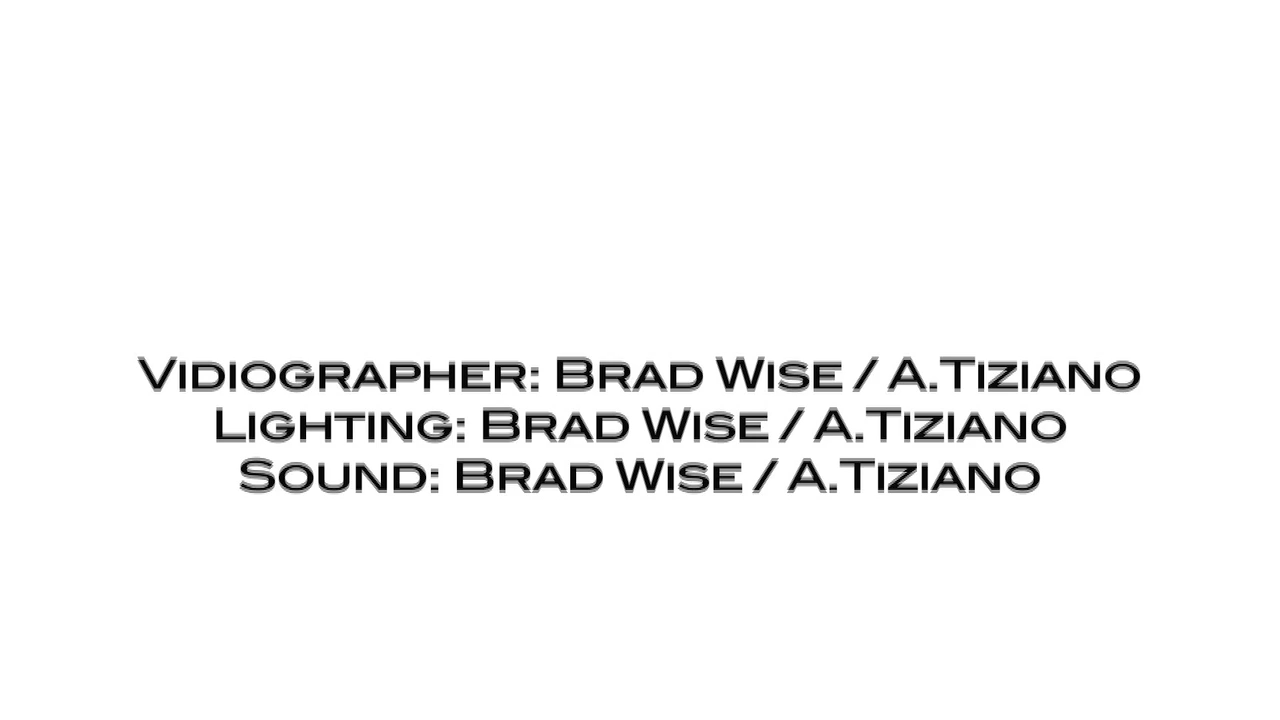 Vidiographer: Brad Wise / A.Tiziano
Lighting: Brad Wise / A.Tiziano
Sound: Brad Wise / A.Tiziano